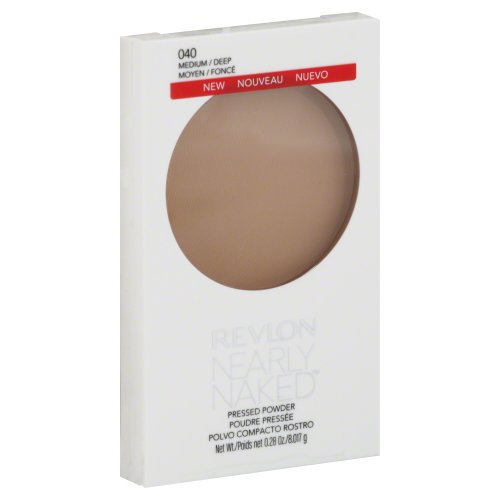 040
MEDIUM / DEEP
MOYEN / FONCÉ
NEW NOUVEAU NUEVO
REVLON
NEARLY
NAKED™
PRESSED POWDER
POUDRE PRESSÉE
POLVO COMPACTO ROSTRO
Net Wt./Poids net 0.28 Oz./8.017 g